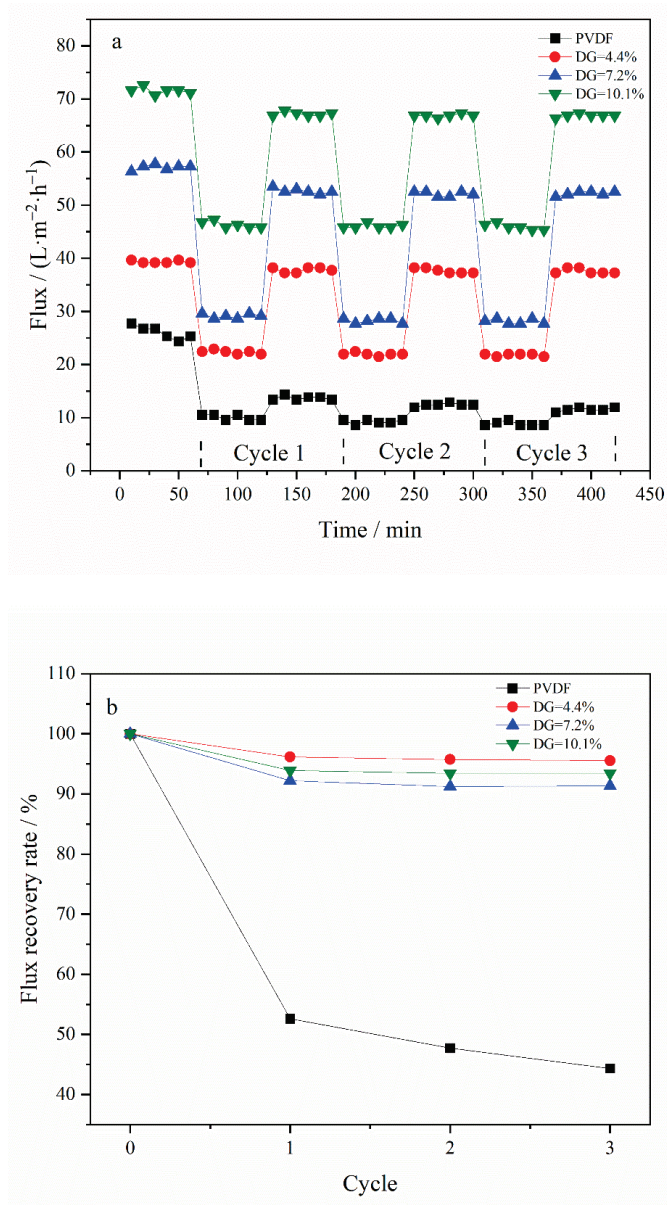 a
PVDF
DG=4.4%
DG=7.2%
DG=10.1%
Flux / (L·m⁻²·h⁻¹)
80
70
60
50
40
30
20
10
0
Cycle 1 Cycle 2 Cycle 3
0 50 100 150 200 250 300 350 400 450
Time / min
b
PVDF
DG=4.4%
DG=7.2%
DG=10.1%
Flux recovery rate / %
110
100
90
80
70
60
50
40
0 1 2 3
Cycle